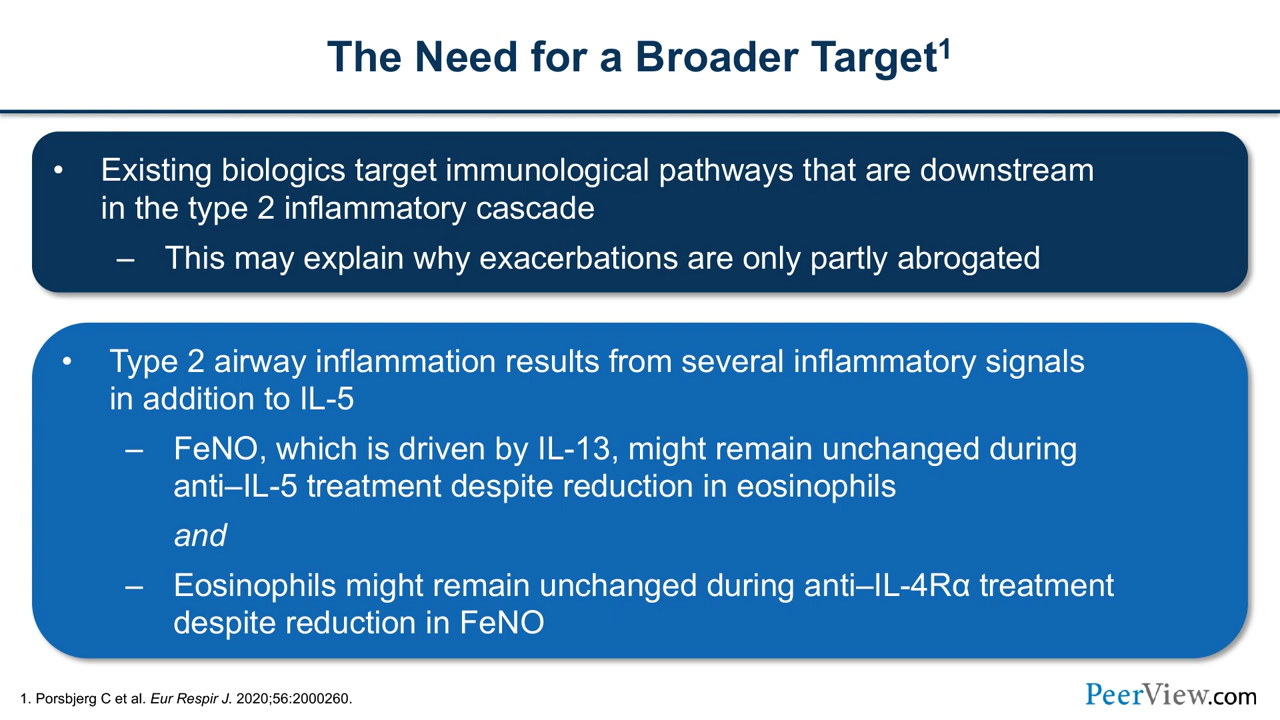 The Need for a Broader Target¹
• Existing biologics target immunological pathways that are downstream
in the type 2 inflammatory cascade
– This may explain why exacerbations are only partly abrogated
• Type 2 airway inflammation results from several inflammatory signals
in addition to IL-5
– FeNO, which is driven by IL-13, might remain unchanged during
anti–IL-5 treatment despite reduction in eosinophils
and
– Eosinophils might remain unchanged during anti–IL-4Rα treatment
despite reduction in FeNO
1. Porsbjerg C et al. Eur Respir J. 2020;56:2000260.
PeerView.com